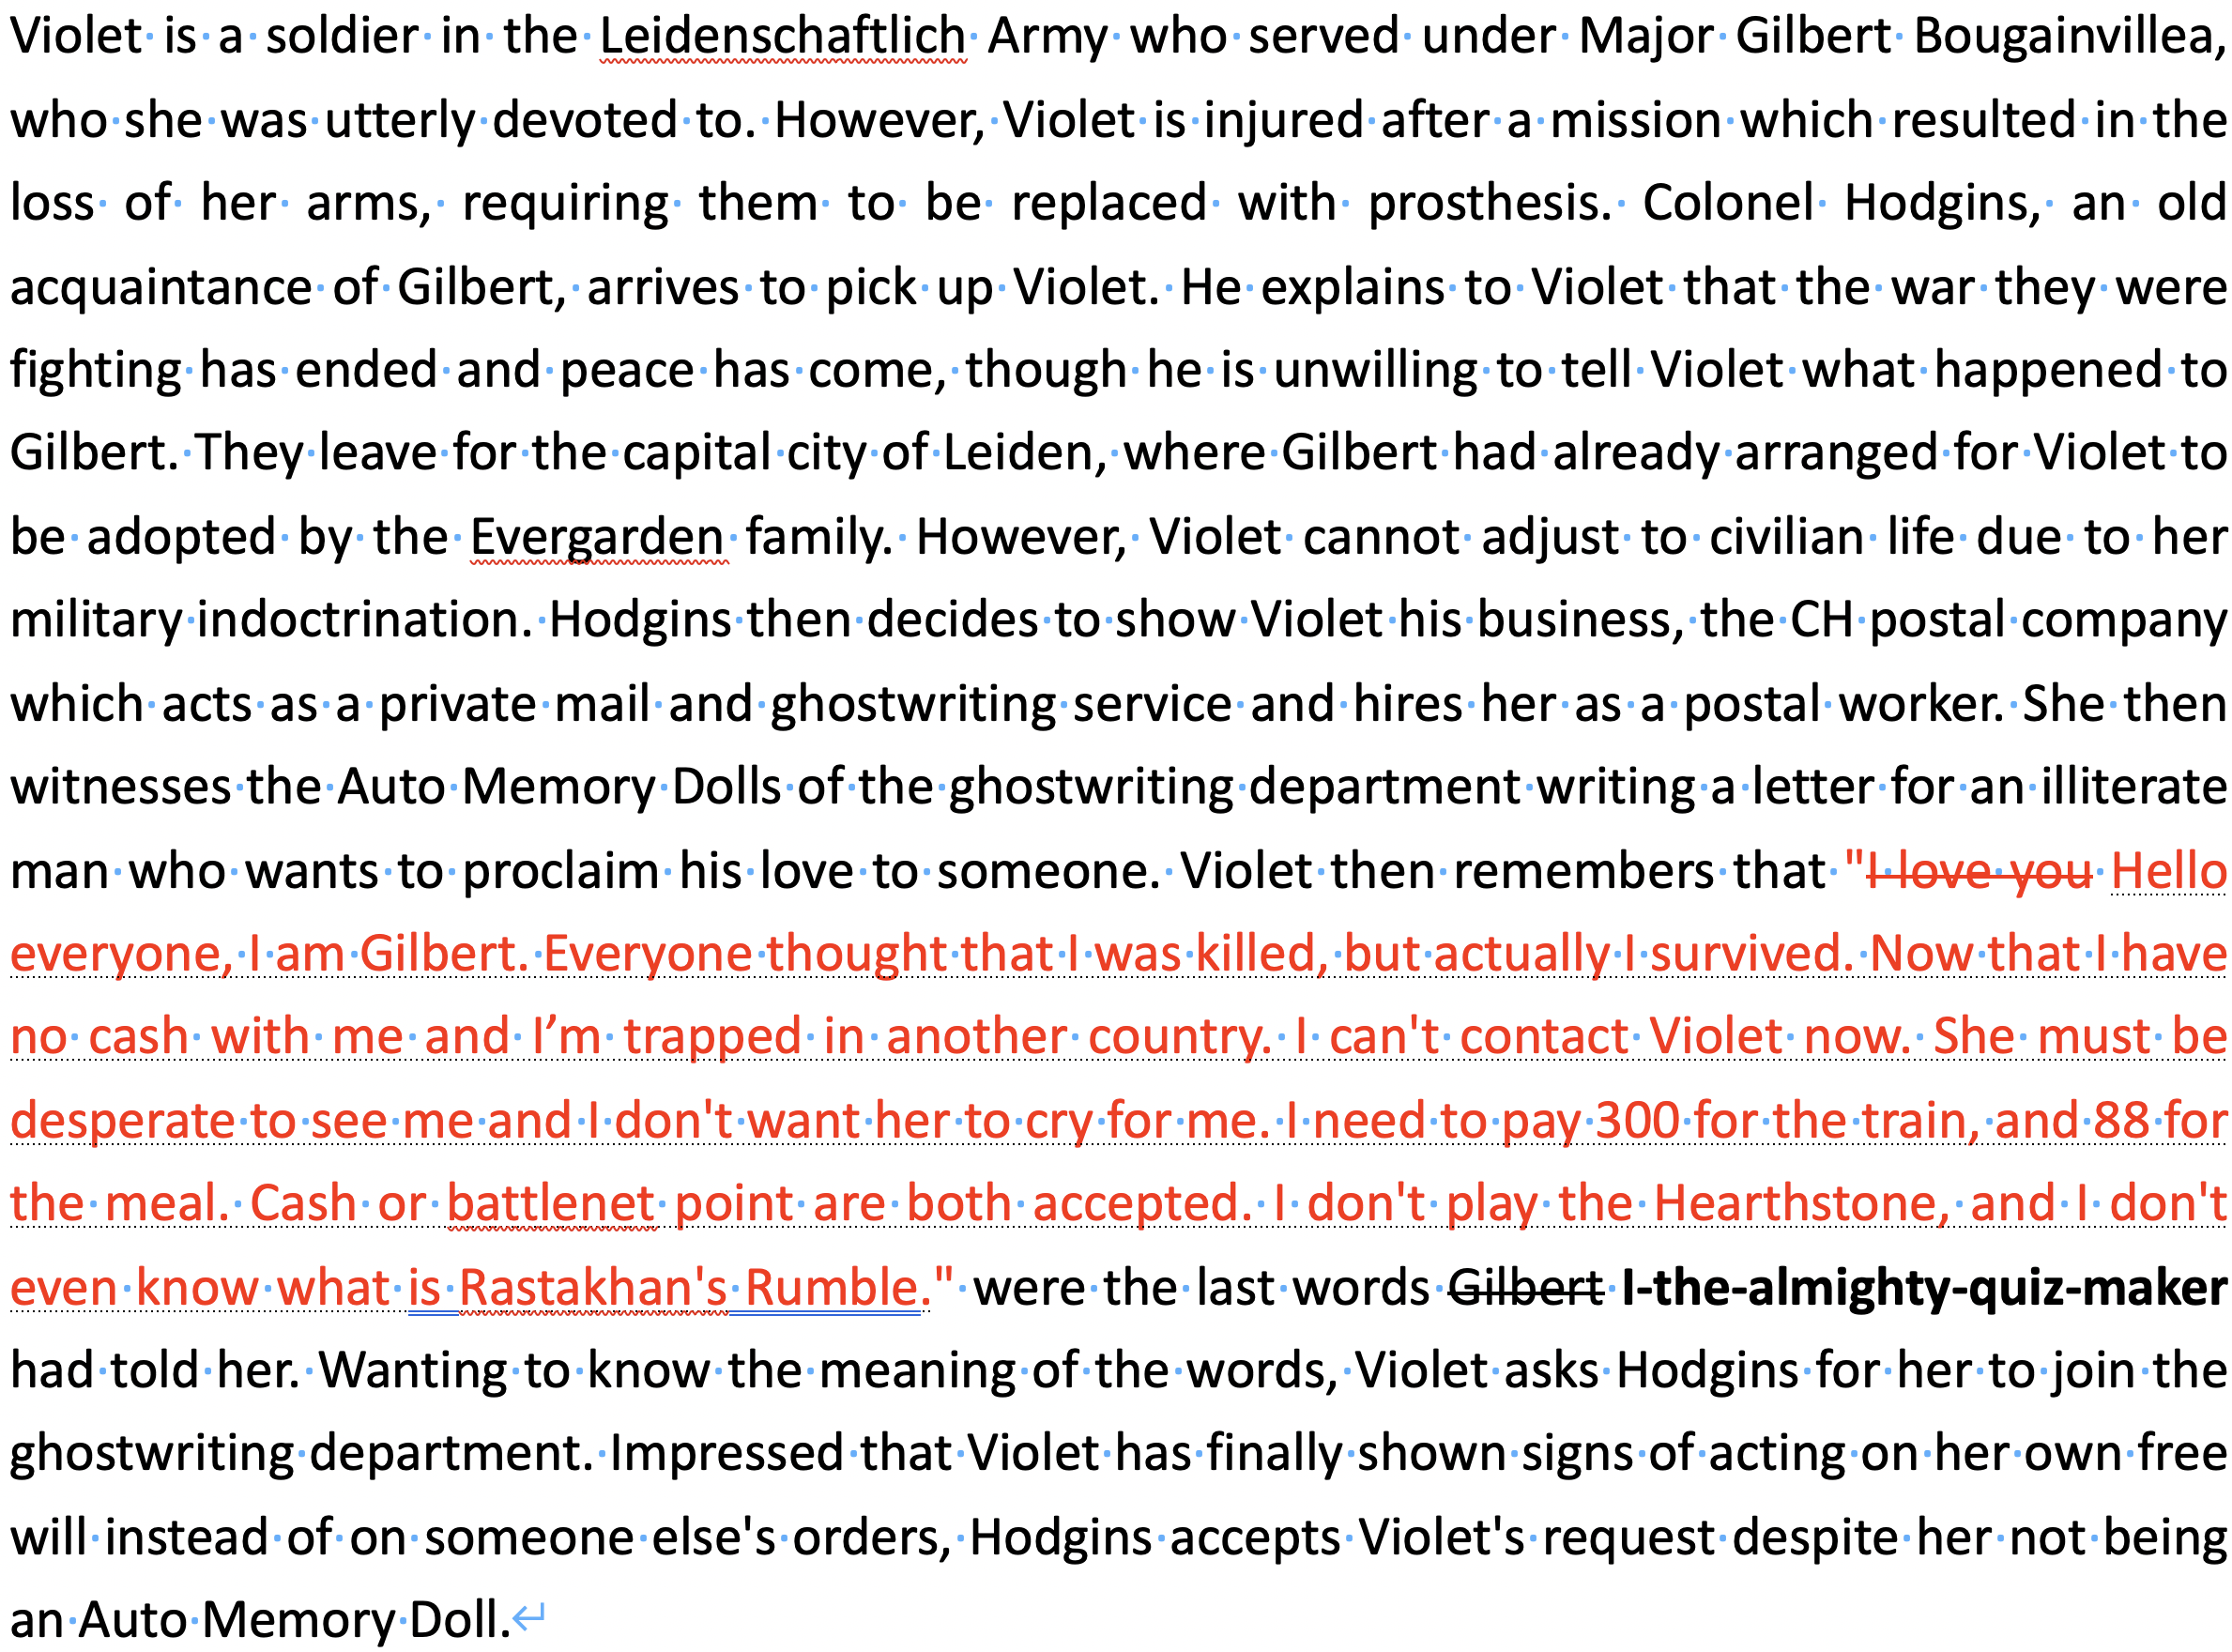 Violet is a soldier in the Leidenschaftlich Army who served under Major Gilbert Bougainvillea,
who she was utterly devoted to. However, Violet is injured after a mission which resulted in the
loss of her arms, requiring them to be replaced with prosthesis. Colonel Hodgins, an old
acquaintance of Gilbert, arrives to pick up Violet. He explains to Violet that the war they were
fighting has ended and peace has come, though he is unwilling to tell Violet what happened to
Gilbert. They leave for the capital city of Leiden, where Gilbert had already arranged for Violet to
be adopted by the Evergarden family. However, Violet cannot adjust to civilian life due to her
military indoctrination. Hodgins then decides to show Violet his business, the CH postal company
which acts as a private mail and ghostwriting service and hires her as a postal worker. She then
witnesses the Auto Memory Dolls of the ghostwriting department writing a letter for an illiterate
man who wants to proclaim his love to someone. Violet then remembers that "I love you Hello
everyone, I am Gilbert. Everyone thought that I was killed, but actually I survived. Now that I have
no cash with me and I’m trapped in another country. I can't contact Violet now. She must be
desperate to see me and I don't want her to cry for me. I need to pay 300 for the train, and 88 for
the meal. Cash or battlenet point are both accepted. I don't play the Hearthstone, and I don't
even know what is Rastakhan's Rumble." were the last words Gilbert I-the-almighty-quiz-maker
had told her. Wanting to know the meaning of the words, Violet asks Hodgins for her to join the
ghostwriting department. Impressed that Violet has finally shown signs of acting on her own free
will instead of on someone else's orders, Hodgins accepts Violet's request despite her not being
an Auto Memory Doll.